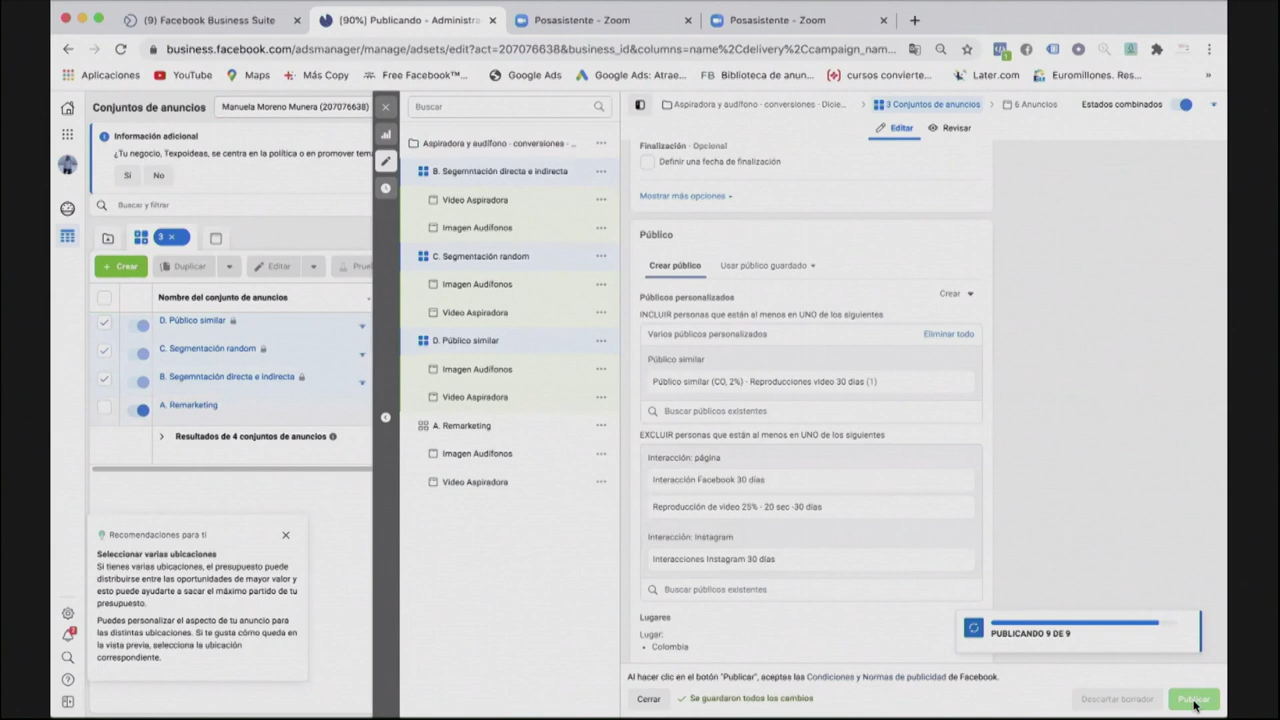 (9) Facebook Business Suite
[90%] Publicando - Administra
Posasistente - Zoom
Posasistente - Zoom
business.facebook.com/adsmanager/manage/adsets/edit?act=207076638&business_id&columns=name%2Cdelivery%2Ccampaign_nam...
Aplicaciones
YouTube
Maps
Más Copy
Free Facebook™...
Google Ads
Google Ads: Atrae...
FB Biblioteca de anun...
cursos convierte...
Later.com
Euromillones. Res...
»
Conjuntos de anuncios
Manuela Moreno Munera (207076638)
Información adicional
¿Tu negocio, Texpoideas, se centra en la política o en promover tem
Sí
No
Buscar y filtrar
3 ×
+ Crear
Duplicar
Editar
Nombre del conjunto de anuncios
D. Público similar
C. Segmentación random
B. Segemntación directa e indirecta
A. Remarketing
Resultados de 4 conjuntos de anuncios
Recomendaciones para ti
Seleccionar varias ubicaciones
Si tienes varias ubicaciones, el presupuesto puede
distribuirse entre las oportunidades de mayor valor y
esto puede ayudarte a sacar el máximo partido de tu
presupuesto.
Puedes personalizar el aspecto de tu anuncio para
las distintas ubicaciones. Si te gusta cómo queda en
la vista previa, selecciona la ubicación
correspondiente.
Buscar
Aspiradora y audífono · conversiones · ...
B. Segemntación directa e indirecta
Video Aspiradora
Imagen Audífonos
C. Segmentación random
Imagen Audífonos
Video Aspiradora
D. Público similar
Imagen Audífonos
Video Aspiradora
A. Remarketing
Imagen Audífonos
Video Aspiradora
Aspiradora y audífono · conversiones · Dicie...
3 Conjuntos de anuncios
6 Anuncios
Estados combinados
Editar
Revisar
Finalización · Opcional
Definir una fecha de finalización
Mostrar más opciones
Público
Crear público
Usar público guardado
Públicos personalizados
Crear
INCLUIR personas que están al menos en UNO de los siguientes
Varios públicos personalizados
Eliminar todo
Público similar
Público similar (CO, 2%) - Reproducciones video 30 dias (1)
Buscar públicos existentes
EXCLUIR personas que están al menos en UNO de los siguientes
Interacción: página
Interacción Facebook 30 dias
Reproducción de video 25% - 20 sec -30 dias
Interacción: Instagram
Interacciones Instagram 30 dias
Buscar públicos existentes
Lugares
Lugar:
• Colombia
PUBLICANDO 9 DE 9
Al hacer clic en el botón "Publicar", aceptas las Condiciones y Normas de publicidad de Facebook.
Cerrar
Se guardaron todos los cambios
Descartar borrador
Publicar